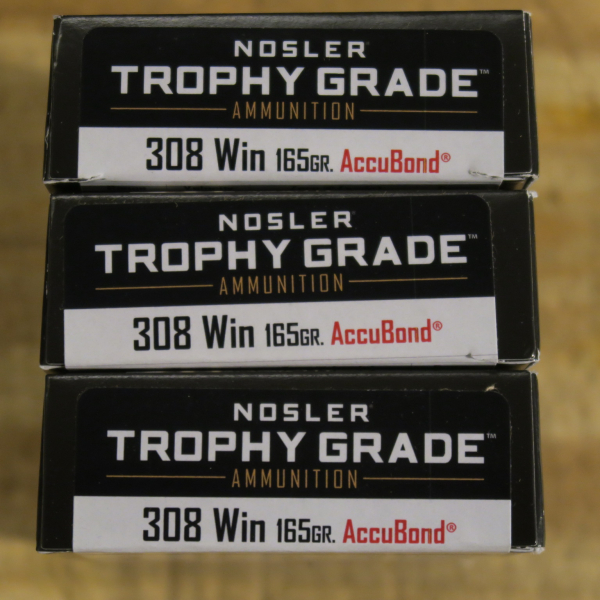 NOSLER
TROPHY GRADE™
AMMUNITION
308 Win 165GR. AccuBond®
NOSLER
TROPHY GRADE™
AMMUNITION
308 Win 165GR. AccuBond®
NOSLER
TROPHY GRADE™
AMMUNITION
308 Win 165GR. AccuBond®